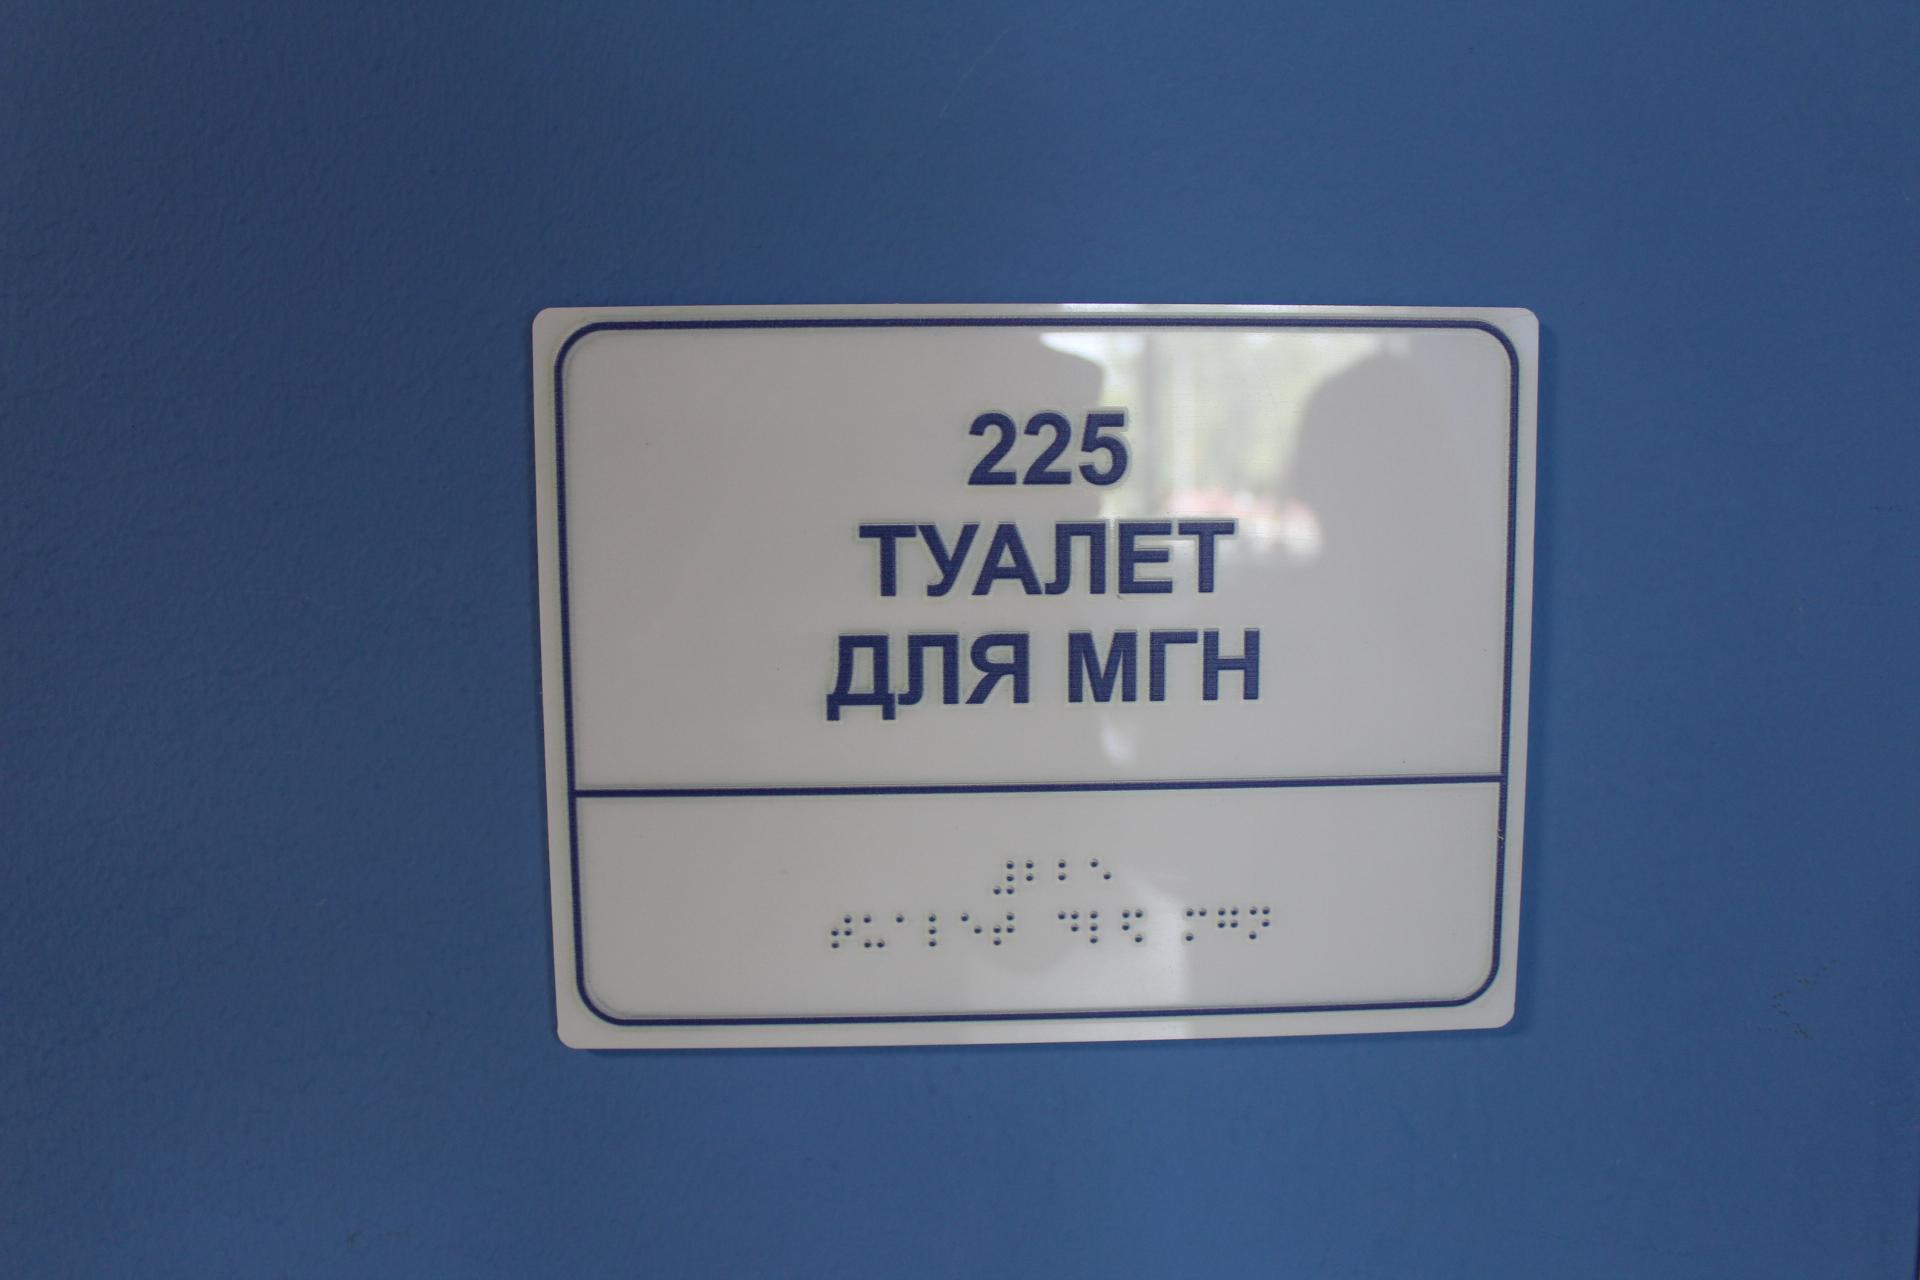 225
ТУАЛЕТ
ДЛЯ МГН
⠼⠃⠃⠑
⠞⠥⠁⠇⠑⠞ ⠙⠇⠫ ⠍⠛⠝